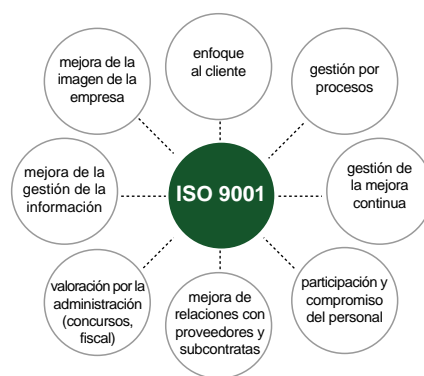 enfoque
al cliente
mejora de la
imagen de la
empresa
gestión por
procesos
mejora de la
gestión de la
información
ISO 9001
gestión de
la mejora
continua
valoración por la
administración
(concursos,
fiscal)
mejora de
relaciones con
proveedores y
subcontratas
participación y
compromiso
del personal